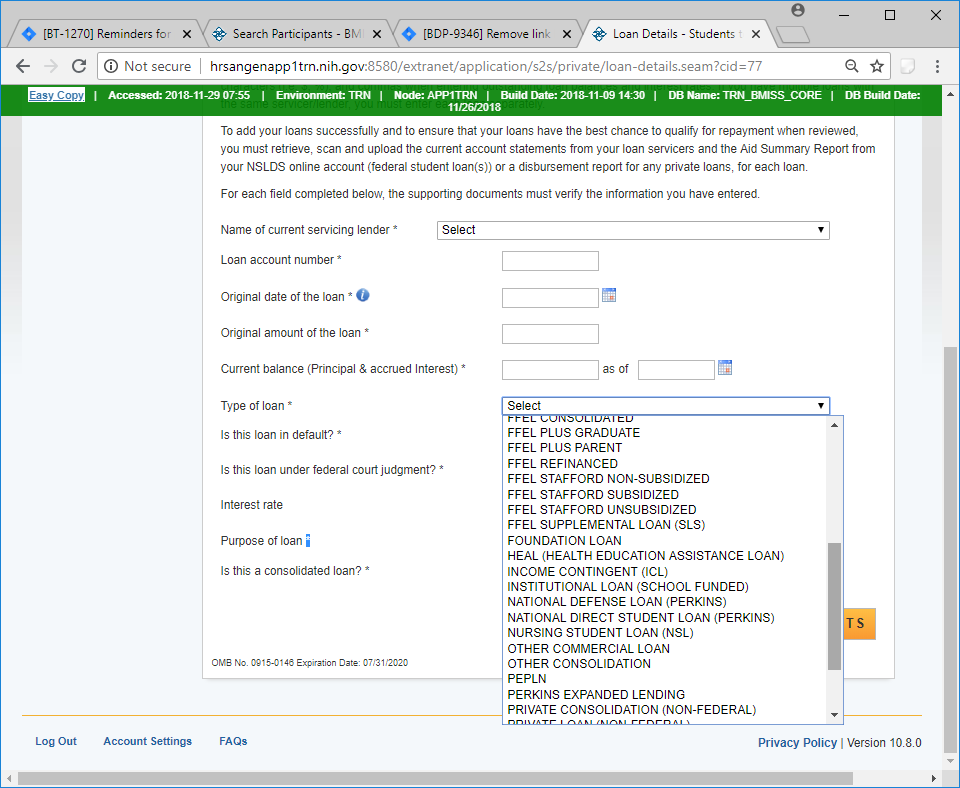 [BT-1270] Reminders for
Search Participants - BMI
[BDP-9346] Remove link
Loan Details - Students t
Not secure
hrsangenapp1trn.nih.gov:8580/extranet/application/s2s/private/loan-details.seam?cid=77
Easy Copy | Accessed: 2018-11-29 07:55 | Environment: TRN | Node: APP1TRN | Build Date: 2018-11-09 14:30 | DB Name: TRN_BMISS_CORE | DB Build Date:
11/26/2018
To add your loans successfully and to ensure that your loans have the best chance to qualify for repayment when reviewed,
you must retrieve, scan and upload the current account statements from your loan servicers and the Aid Summary Report from
your NSLDS online account (federal student loan(s)) or a disbursement report for any private loans, for each loan.
For each field completed below, the supporting documents must verify the information you have entered.
Name of current servicing lender * Select
Loan account number *
Original date of the loan *
Original amount of the loan *
Current balance (Principal & accrued Interest) * as of
Type of loan * Select
Is this loan in default? *
Is this loan under federal court judgment? *
Interest rate
Purpose of loan *
Is this a consolidated loan? *
FFEL CONSOLIDATED
FFEL PLUS GRADUATE
FFEL PLUS PARENT
FFEL REFINANCED
FFEL STAFFORD NON-SUBSIDIZED
FFEL STAFFORD SUBSIDIZED
FFEL STAFFORD UNSUBSIDIZED
FFEL SUPPLEMENTAL LOAN (SLS)
FOUNDATION LOAN
HEAL (HEALTH EDUCATION ASSISTANCE LOAN)
INCOME CONTINGENT (ICL)
INSTITUTIONAL LOAN (SCHOOL FUNDED)
NATIONAL DEFENSE LOAN (PERKINS)
NATIONAL DIRECT STUDENT LOAN (PERKINS)
NURSING STUDENT LOAN (NSL)
OTHER COMMERCIAL LOAN
OTHER CONSOLIDATION
PEPLN
PERKINS EXPANDED LENDING
PRIVATE CONSOLIDATION (NON-FEDERAL)
PRIVATE LOAN (NON-FEDERAL)
TS
OMB No. 0915-0146 Expiration Date: 07/31/2020
Log Out Account Settings FAQs
Privacy Policy | Version 10.8.0